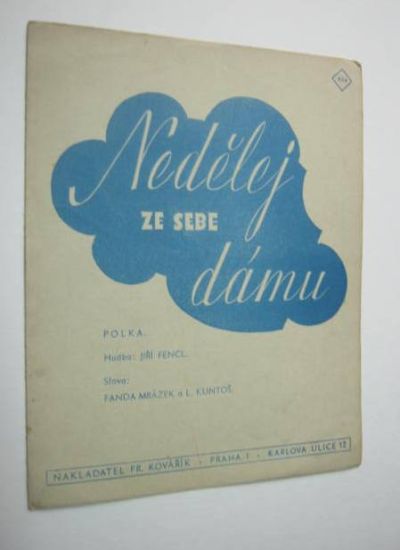 Nedělej
ZE SEBE
dámu
POLKA.
Hudba: JIŘÍ FENCL.
Slova:
FANDA MRÁZEK a L. KUNTOŠ.
NAKLADATEL FR. KOVÁŘÍK • PRAHA I • KARLOVA ULICE 12